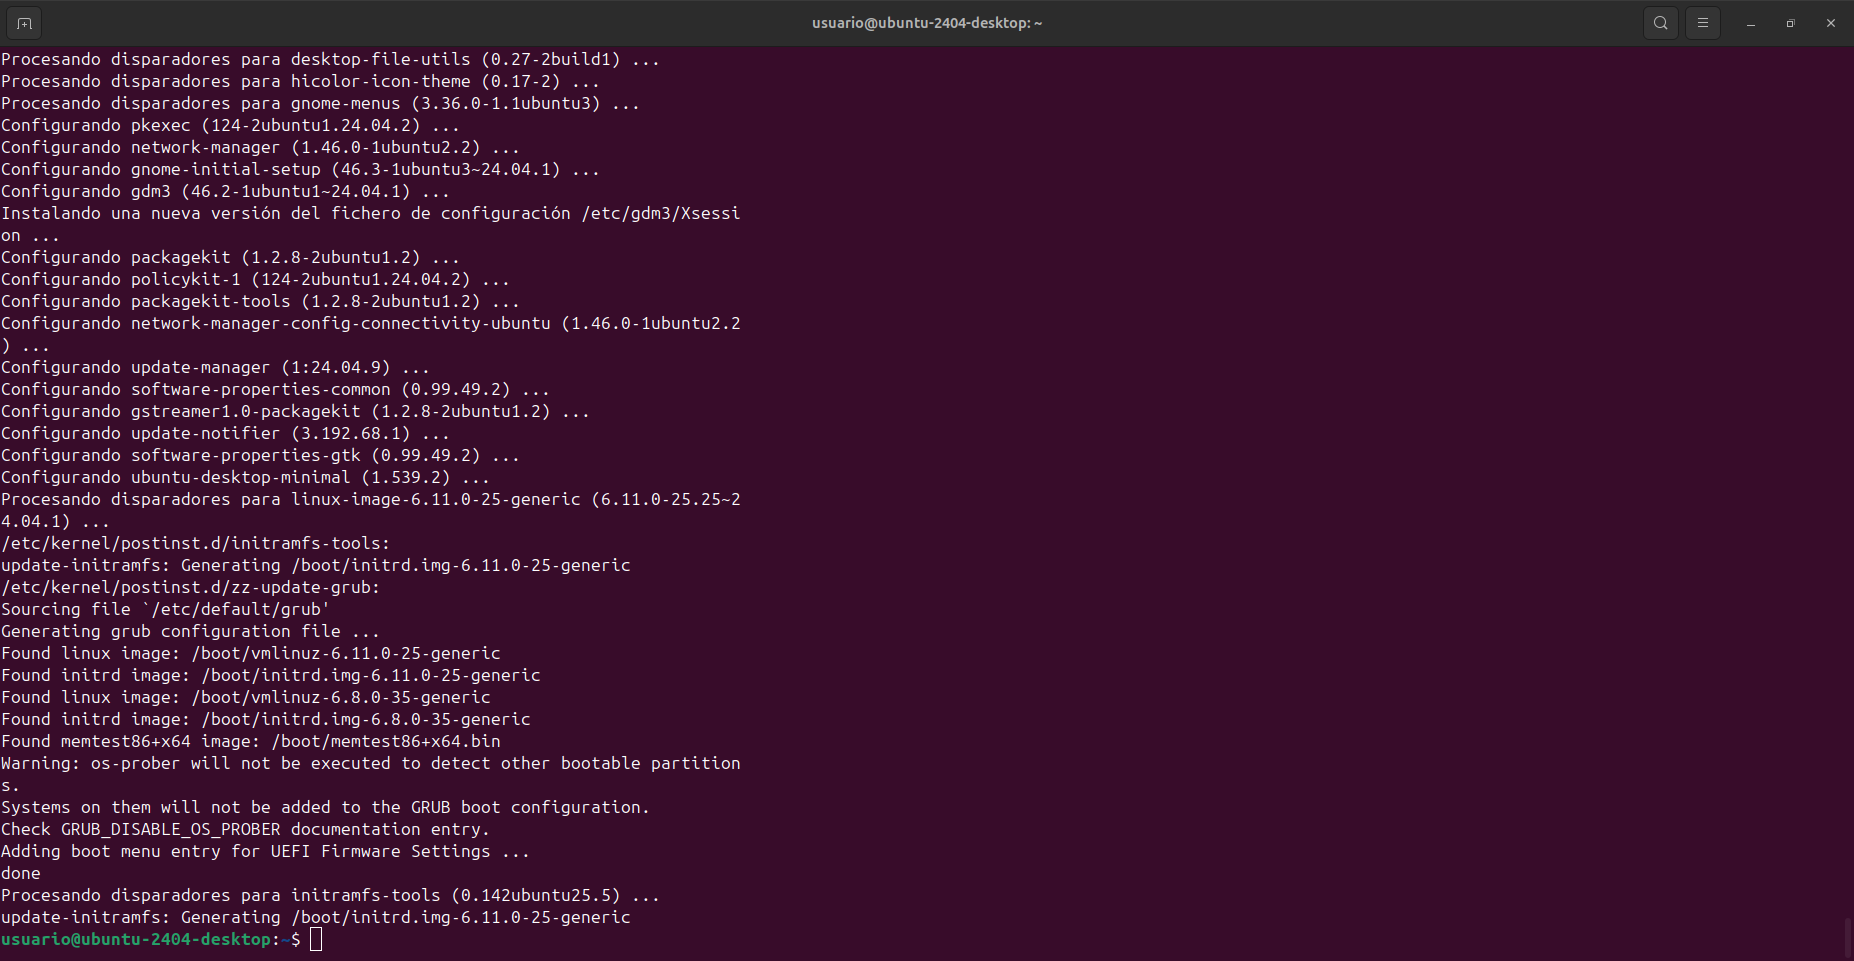 usuario@ubuntu-2404-desktop: ~
Procesando disparadores para desktop-file-utils (0.27-2build1) ...
Procesando disparadores para hicolor-icon-theme (0.17-2) ...
Procesando disparadores para gnome-menus (3.36.0-1.1ubuntu3) ...
Configurando pkexec (124-2ubuntu1.24.04.2) ...
Configurando network-manager (1.46.0-1ubuntu2.2) ...
Configurando gnome-initial-setup (46.3-1ubuntu3~24.04.1) ...
Configurando gdm3 (46.2-1ubuntu1~24.04.1) ...
Instalando una nueva versión del fichero de configuración /etc/gdm3/Xsessi
on ...
Configurando packagekit (1.2.8-2ubuntu1.2) ...
Configurando policykit-1 (124-2ubuntu1.24.04.2) ...
Configurando packagekit-tools (1.2.8-2ubuntu1.2) ...
Configurando network-manager-config-connectivity-ubuntu (1.46.0-1ubuntu2.2
) ...
Configurando update-manager (1:24.04.9) ...
Configurando software-properties-common (0.99.49.2) ...
Configurando gstreamer1.0-packagekit (1.2.8-2ubuntu1.2) ...
Configurando update-notifier (3.192.68.1) ...
Configurando software-properties-gtk (0.99.49.2) ...
Configurando ubuntu-desktop-minimal (1.539.2) ...
Procesando disparadores para linux-image-6.11.0-25-generic (6.11.0-25.25~2
4.04.1) ...
/etc/kernel/postinst.d/initramfs-tools:
update-initramfs: Generating /boot/initrd.img-6.11.0-25-generic
/etc/kernel/postinst.d/zz-update-grub:
Sourcing file `/etc/default/grub'
Generating grub configuration file ...
Found linux image: /boot/vmlinuz-6.11.0-25-generic
Found initrd image: /boot/initrd.img-6.11.0-25-generic
Found linux image: /boot/vmlinuz-6.8.0-35-generic
Found initrd image: /boot/initrd.img-6.8.0-35-generic
Found memtest86+x64 image: /boot/memtest86+x64.bin
Warning: os-prober will not be executed to detect other bootable partition
s.
Systems on them will not be added to the GRUB boot configuration.
Check GRUB_DISABLE_OS_PROBER documentation entry.
Adding boot menu entry for UEFI Firmware Settings ...
done
Procesando disparadores para initramfs-tools (0.142ubuntu25.5) ...
update-initramfs: Generating /boot/initrd.img-6.11.0-25-generic
usuario@ubuntu-2404-desktop:~$